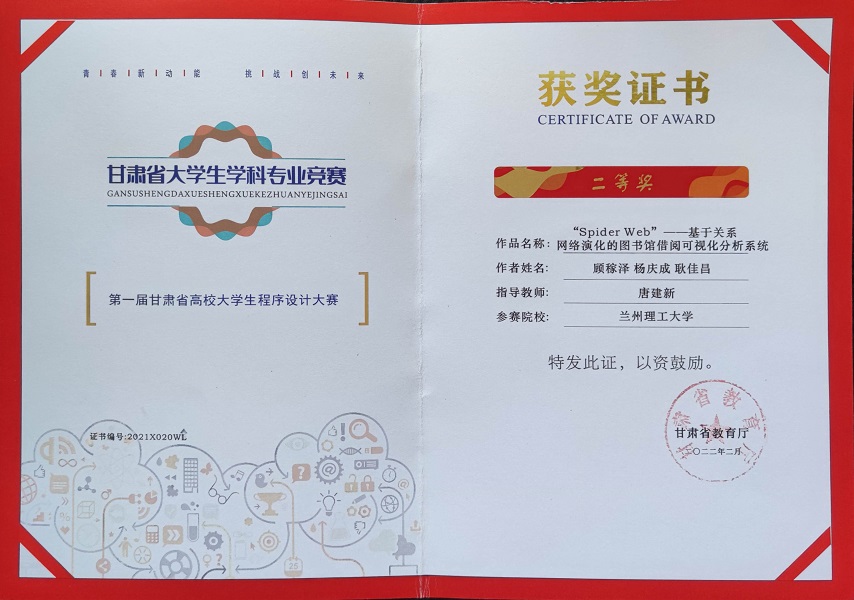 青 春 新 动 能 挑 战 创 未 来
甘肃省大学生学科专业竞赛
GANSUSHENGDAXUESHENGXUEKEZHUANYEJINGSAI
第一届甘肃省高校大学生程序设计大赛
证书编号:2021X020WL
获奖证书
CERTIFICATE OF AWARD
二等奖
作品名称: “Spider Web”——基于关系
网络演化的图书馆借阅可视化分析系统
作者姓名: 顾稼泽 杨庆成 耿佳昌
指导教师: 唐建新
参赛院校: 兰州理工大学
特发此证，以资鼓励。
甘肃省教育厅
甘肃省教育厅
二〇二二年二月
25